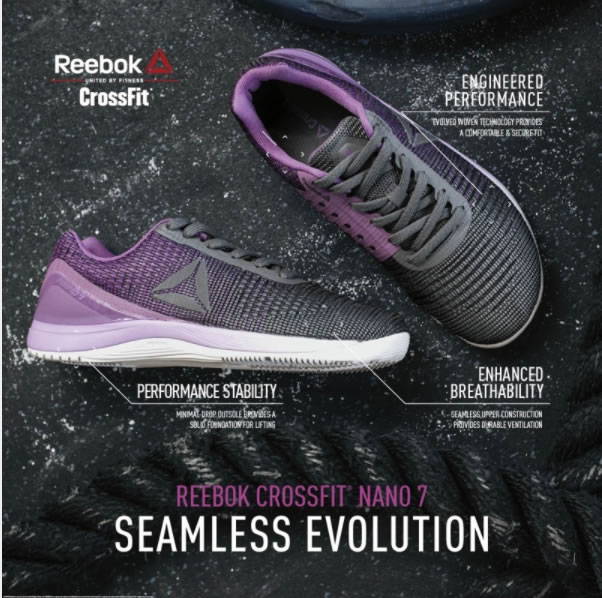 Reebok
UNITED BY FITNESS
CrossFit
ENGINEERED
PERFORMANCE
EVOLVED WOVEN TECHNOLOGY PROVIDES
A COMFORTABLE & SECURE FIT
PERFORMANCE STABILITY
MINIMAL-DROP OUTSOLE PROVIDES A
SOLID FOUNDATION FOR LIFTING
ENHANCED
BREATHABILITY
SEAMLESS UPPER CONSTRUCTION
PROVIDES DURABLE VENTILATION
REEBOK CROSSFIT® NANO 7
SEAMLESS EVOLUTION